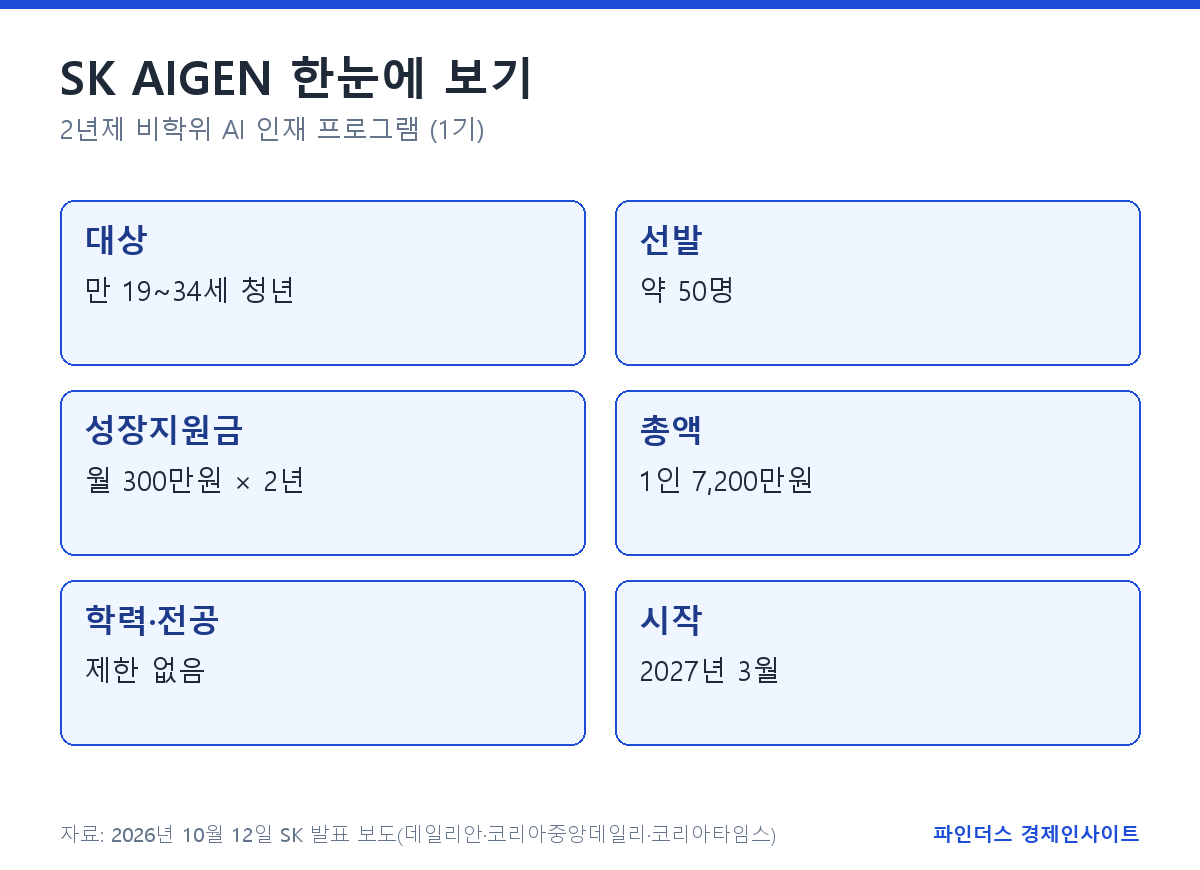 SK AIGEN 한눈에 보기
2년제 비학위 AI 인재 프로그램 (1기)
대상
만 19~34세 청년
선발
약 50명
성장지원금
월 300만원 × 2년
총액
1인 7,200만원
학력·전공
제한 없음
시작
2027년 3월
자료: 2026년 10월 12일 SK 발표 보도(데일리안·코리아중앙데일리·코리아타임스)
파인더스 경제인사이트